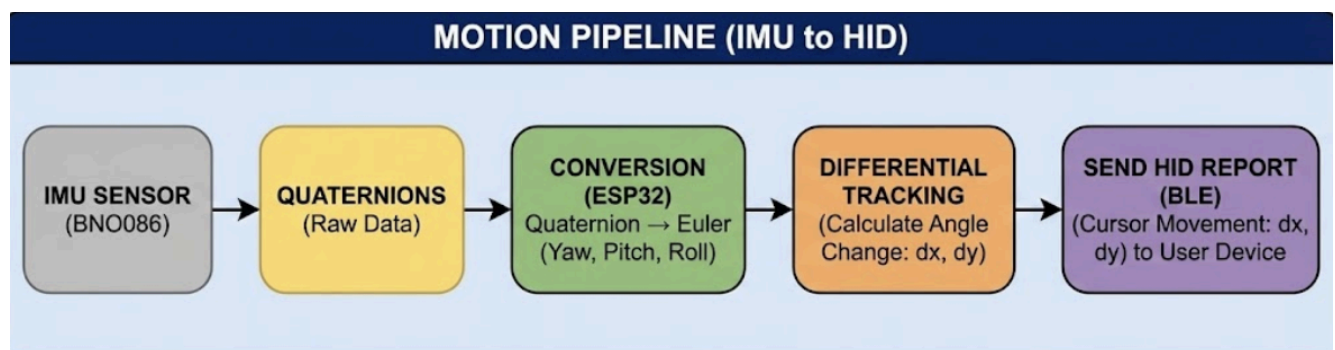 MOTION PIPELINE (IMU to HID)
IMU SENSOR
(BNO086)
QUATERNIONS
(Raw Data)
CONVERSION
(ESP32)
Quaternion → Euler
(Yaw, Pitch, Roll)
DIFFERENTIAL
TRACKING
(Calculate Angle
Change: dx, dy)
SEND HID REPORT
(BLE)
(Cursor Movement: dx,
dy) to User Device